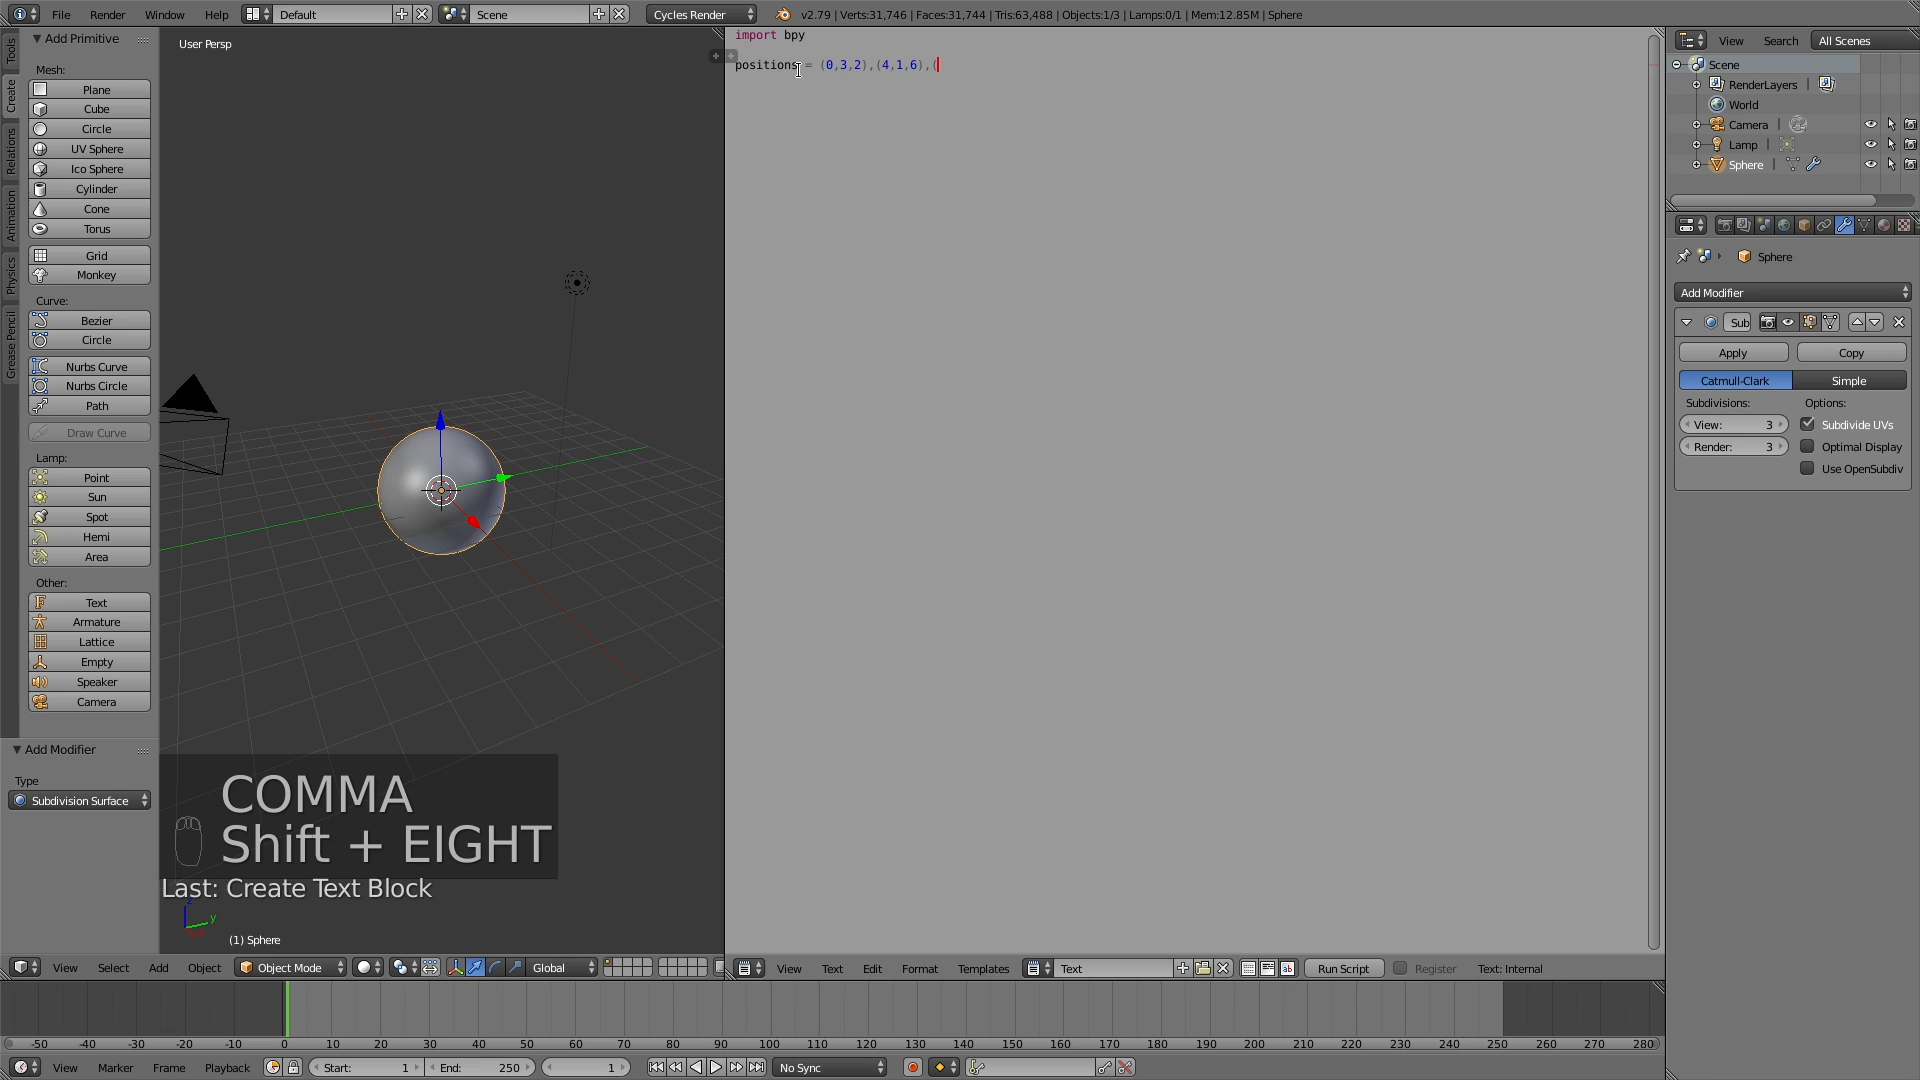 File Render Window Help Default Scene Cycles Render v2.79 | Verts:31,746 | Faces:31,744 | Tris:63,488 | Objects:1/3 | Lamps:0/1 | Mem:12.85M | Sphere
Tools
Create
Relations
Animation
Physics
Grease Pencil
Add Primitive
Mesh:
Plane
Cube
Circle
UV Sphere
Ico Sphere
Cylinder
Cone
Torus
Grid
Monkey
Curve:
Bezier
Circle
Nurbs Curve
Nurbs Circle
Path
Draw Curve
Lamp:
Point
Sun
Spot
Hemi
Area
Other:
Text
Armature
Lattice
Empty
Speaker
Camera
Add Modifier
Type
Subdivision Surface
User Persp
COMMA
Shift + EIGHT
Last: Create Text Block
z
y
(1) Sphere
View Select Add Object Object Mode Global
import bpy
positions = (0,3,2),(4,1,6),(
View Text Edit Format Templates Text Run Script Register Text: Internal
View Search All Scenes
Scene
RenderLayers
World
Camera
Lamp
Sphere
Sphere
Add Modifier
Sub
Apply Copy
Catmull-Clark Simple
Subdivisions: Options:
View: 3 Subdivide UVs
Render: 3 Optimal Display
Use OpenSubdiv
-50 -40 -30 -20 -10 0 10 20 30 40 50 60 70 80 90 100 110 120 130 140 150 160 170 180 190 200 210 220 230 240 250 260 270 280
View Marker Frame Playback Start: 1 End: 250 1 No Sync